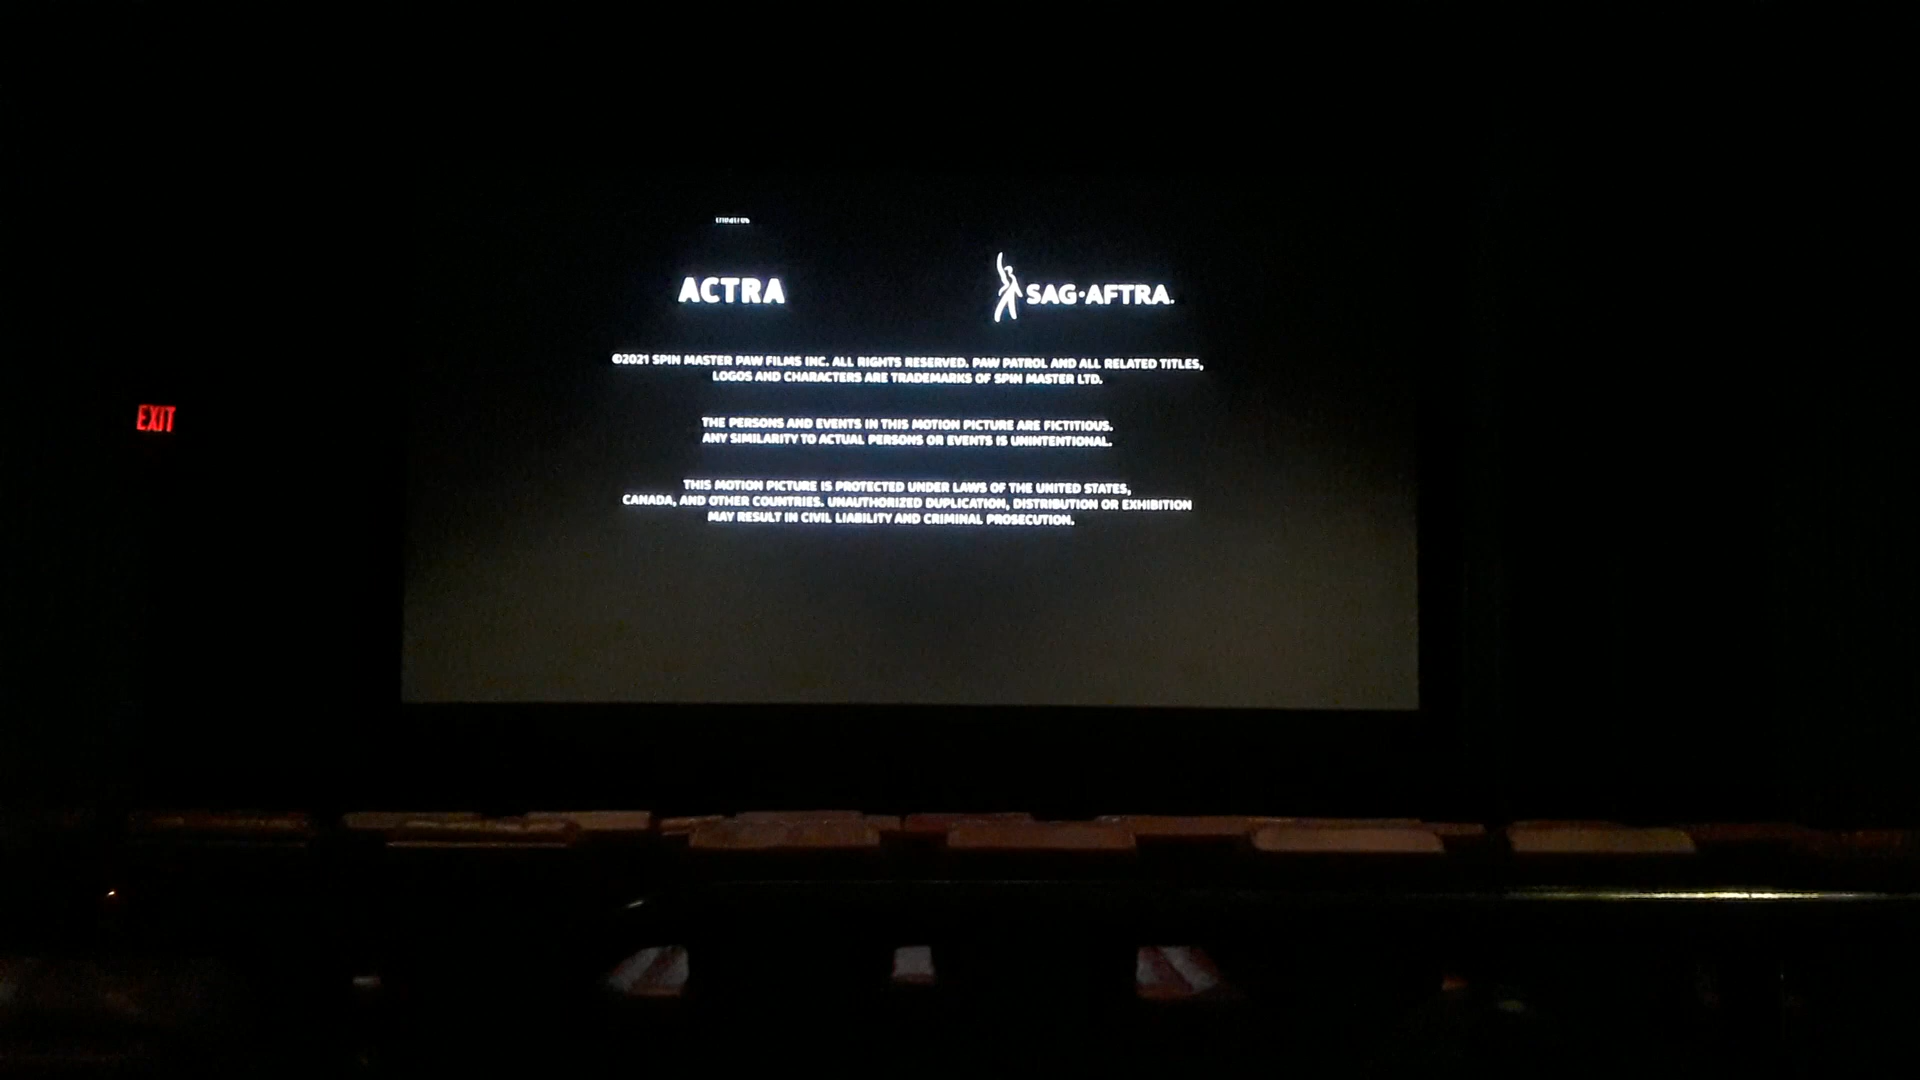 ACTRA
SAG·AFTRA.
©2021 SPIN MASTER PAW FILMS INC. ALL RIGHTS RESERVED. PAW PATROL AND ALL RELATED TITLES,
LOGOS AND CHARACTERS ARE TRADEMARKS OF SPIN MASTER LTD.
EXIT
THE PERSONS AND EVENTS IN THIS MOTION PICTURE ARE FICTITIOUS.
ANY SIMILARITY TO ACTUAL PERSONS OR EVENTS IS UNINTENTIONAL.
THIS MOTION PICTURE IS PROTECTED UNDER LAWS OF THE UNITED STATES,
CANADA, AND OTHER COUNTRIES. UNAUTHORIZED DUPLICATION, DISTRIBUTION OR EXHIBITION
MAY RESULT IN CIVIL LIABILITY AND CRIMINAL PROSECUTION.